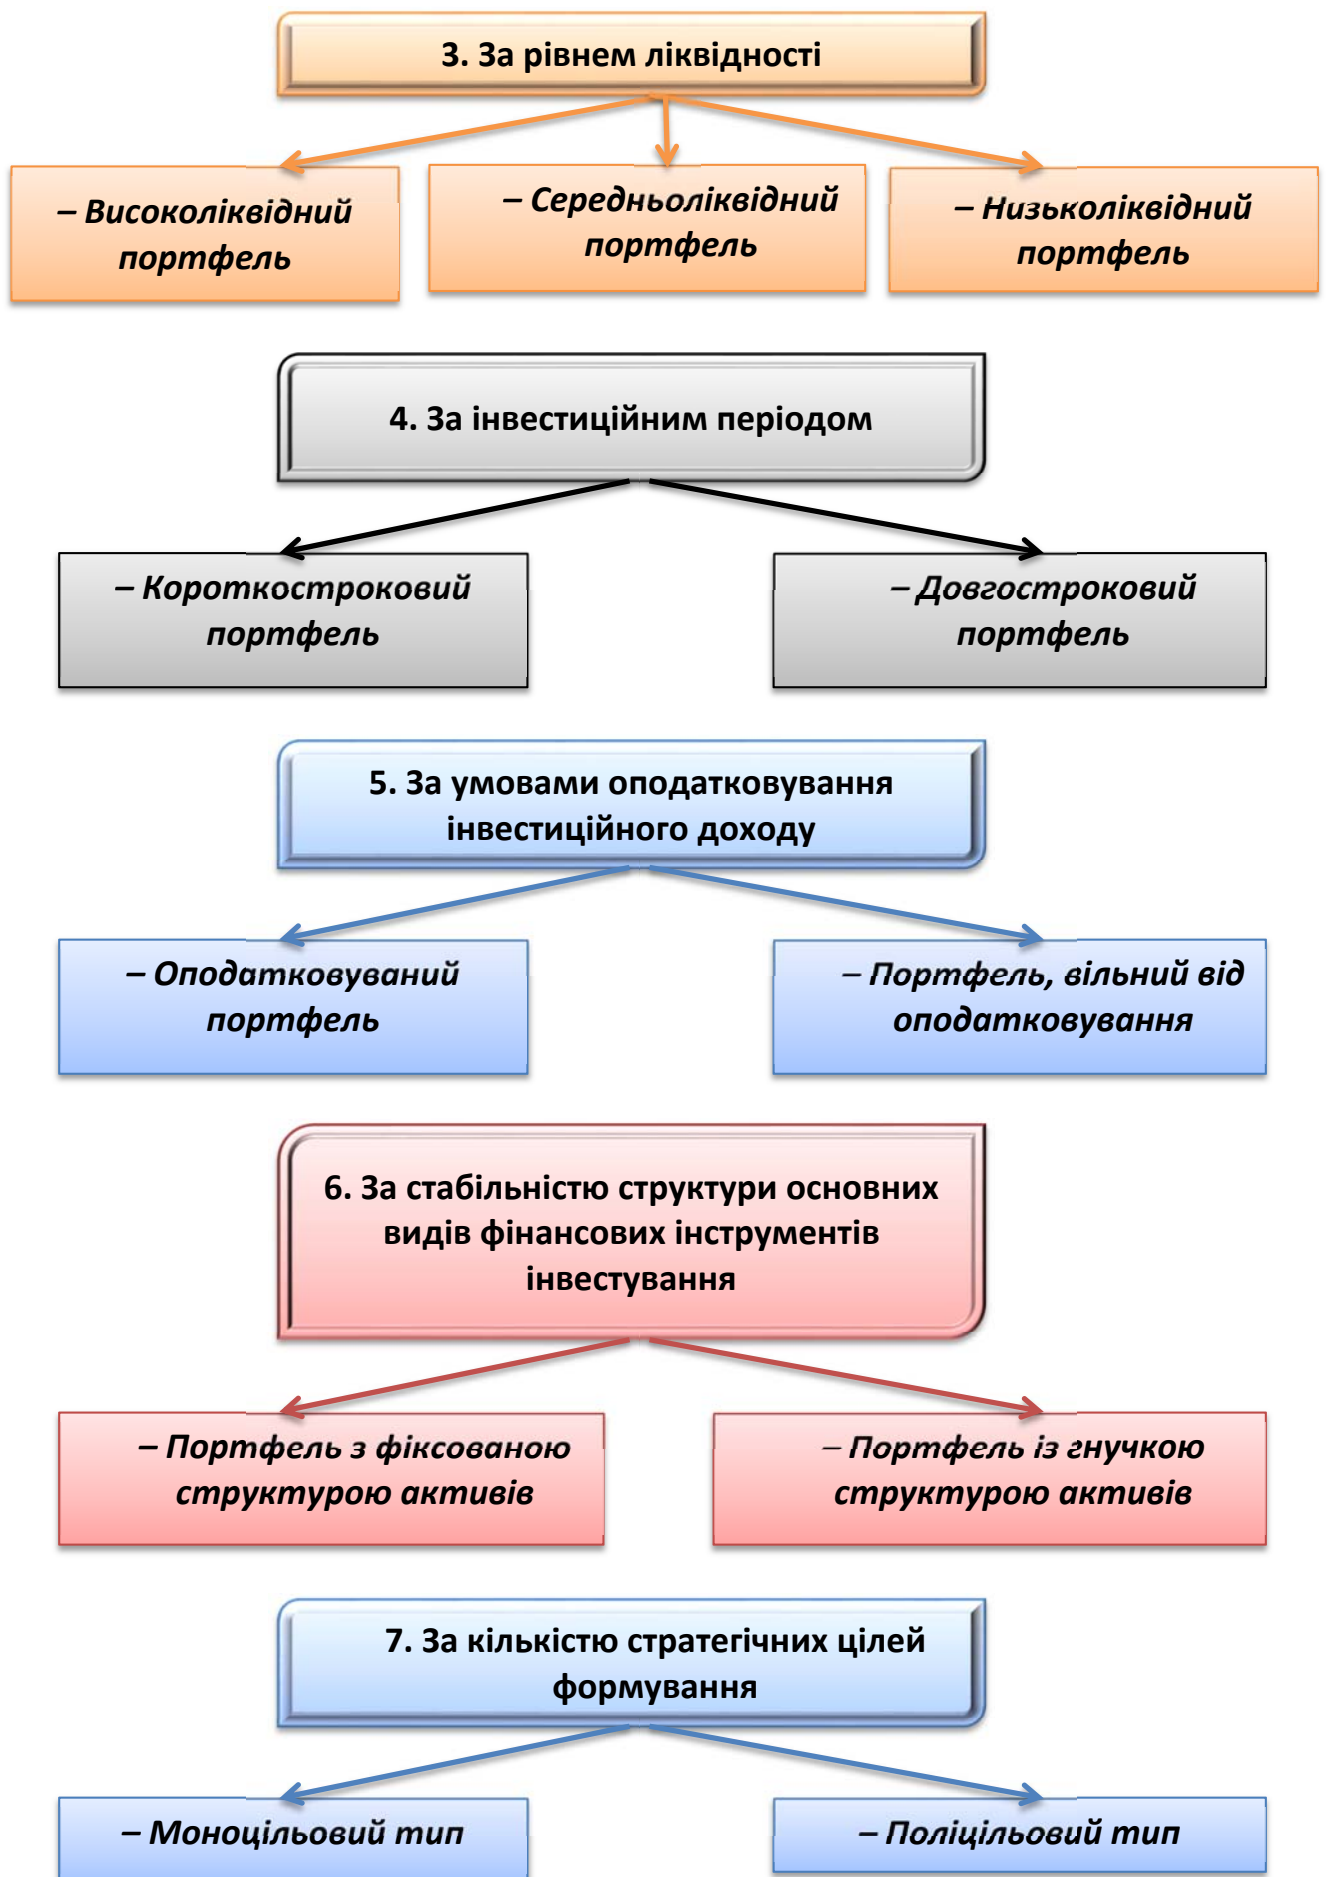 3. За рівнем ліквідності
– Високоліквідний
портфель
– Середньоліквідний
портфель
– Низьколіквідний
портфель
4. За інвестиційним періодом
– Короткостроковий
портфель
– Довгостроковий
портфель
5. За умовами оподатковування
інвестиційного доходу
– Оподатковуваний
портфель
– Портфель, вільний від
оподатковування
6. За стабільністю структури основних
видів фінансових інструментів
інвестування
– Портфель з фіксованою
структурою активів
– Портфель із гнучкою
структурою активів
7. За кількістю стратегічних цілей
формування
– Моноцільовий тип
– Поліцільовий тип